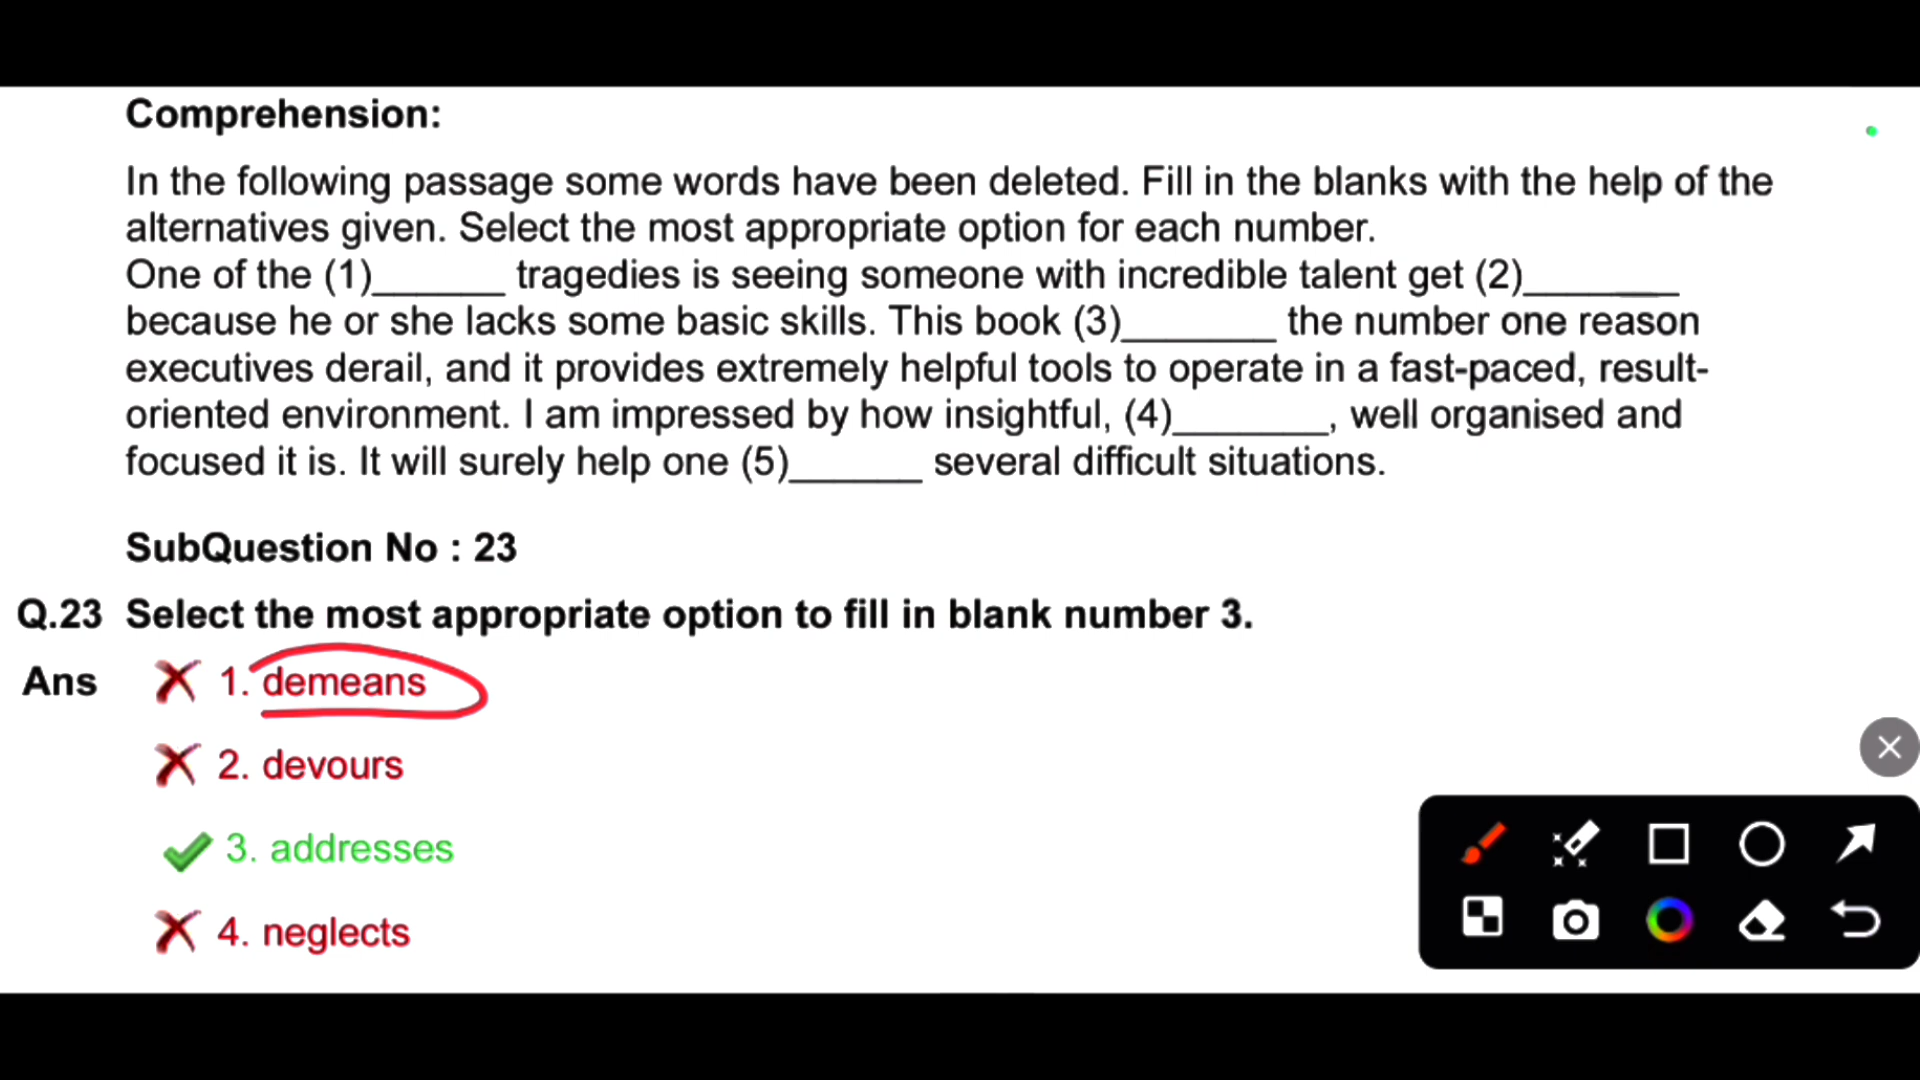 Comprehension:
In the following passage some words have been deleted. Fill in the blanks with the help of the
alternatives given. Select the most appropriate option for each number.
One of the (1)______ tragedies is seeing someone with incredible talent get (2)_______
because he or she lacks some basic skills. This book (3)_______ the number one reason
executives derail, and it provides extremely helpful tools to operate in a fast-paced, result-
oriented environment. I am impressed by how insightful, (4)_______, well organised and
focused it is. It will surely help one (5)______ several difficult situations.
SubQuestion No : 23
Q.23 Select the most appropriate option to fill in blank number 3.
Ans 1. demeans
2. devours
3. addresses
4. neglects